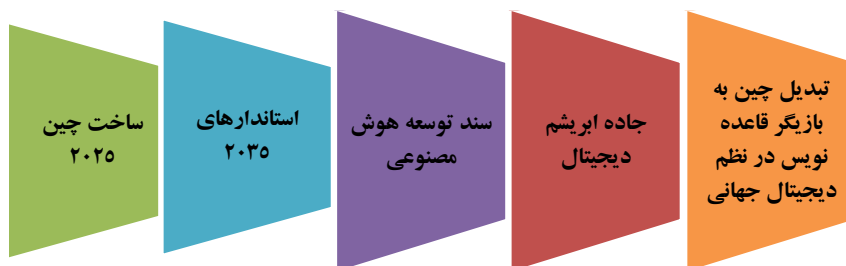 ساخت چین
۲۰۲۵
استاندارهای
۲۰۳۵
سند توسعه هوش
مصنوعی
جاده ابریشم
دیجیتال
تبدیل چین به
بازیگر قاعده
نویس در نظم
دیجیتال جهانی